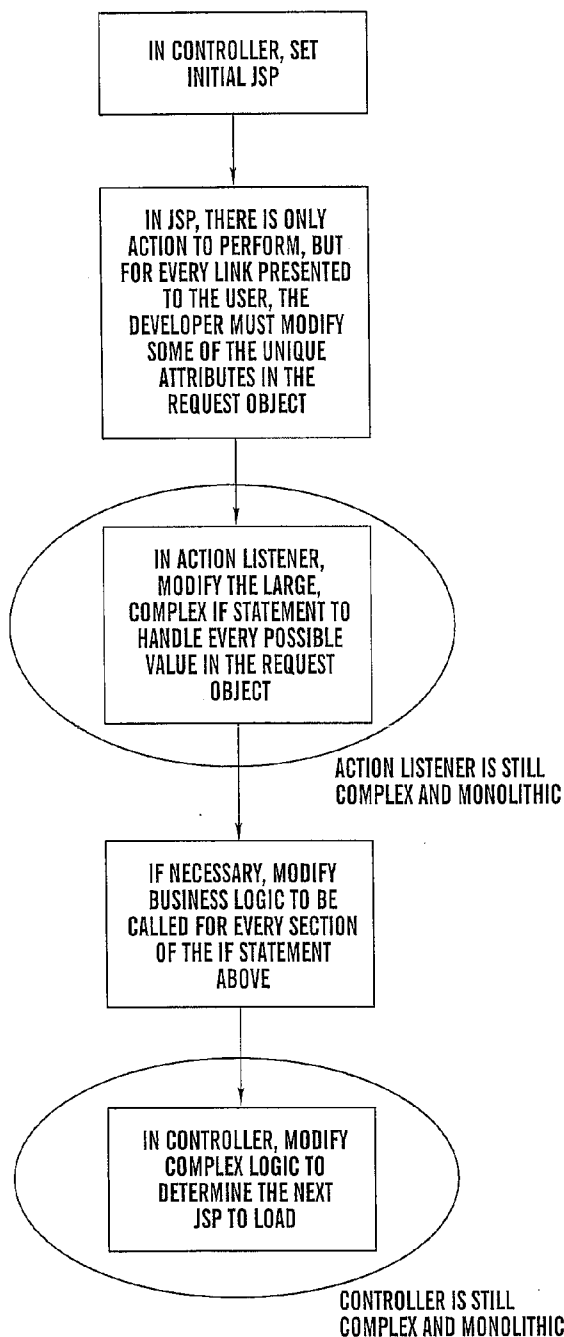 IN CONTROLLER, SET
INITIAL JSP
IN JSP, THERE IS ONLY
ACTION TO PERFORM, BUT
FOR EVERY LINK PRESENTED
TO THE USER, THE
DEVELOPER MUST MODIFY
SOME OF THE UNIQUE
ATTRIBUTES IN THE
REQUEST OBJECT
IN ACTION LISTENER,
MODIFY THE LARGE,
COMPLEX IF STATEMENT TO
HANDLE EVERY POSSIBLE
VALUE IN THE REQUEST
OBJECT
ACTION LISTENER IS STILL
COMPLEX AND MONOLITHIC
IF NECESSARY, MODIFY
BUSINESS LOGIC TO BE
CALLED FOR EVERY SECTION
OF THE IF STATEMENT
ABOVE
IN CONTROLLER, MODIFY
COMPLEX LOGIC TO
DETERMINE THE NEXT
JSP TO LOAD
CONTROLLER IS STILL
COMPLEX AND MONOLITHIC